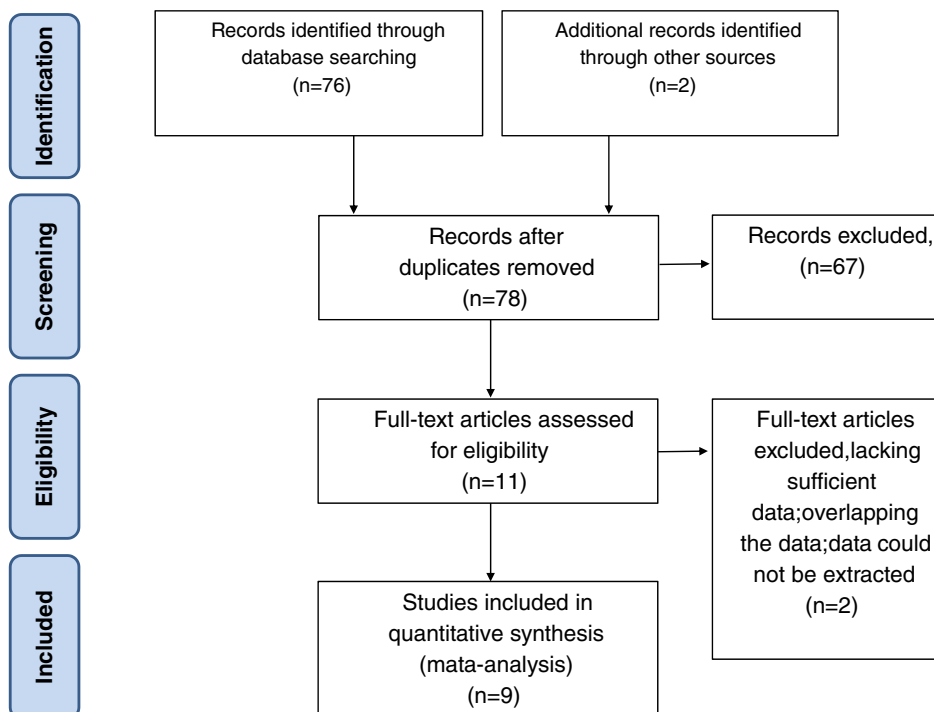 Identification
Records identified through
database searching
(n=76)
Additional records identified
through other sources
(n=2)
Screening
Records after
duplicates removed
(n=78)
Records excluded,
(n=67)
Eligibility
Full-text articles assessed
for eligibility
(n=11)
Full-text articles
excluded,lacking
sufficient
data;overlapping
the data;data could
not be extracted
(n=2)
Included
Studies included in
quantitative synthesis
(mata-analysis)
(n=9)